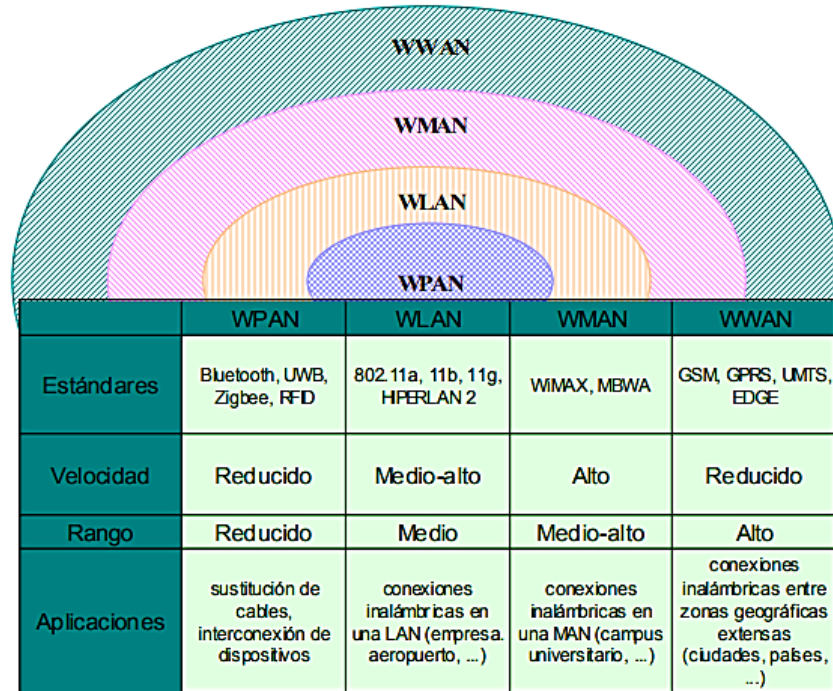 WWAN
WMAN
WLAN
WPAN
WPAN WLAN WMAN WWAN
Estándares
Bluetooth, UWB,
Zigbee, RFID
802.11a, 11b, 11g,
HIPERLAN 2
WiMAX, MBWA
GSM, GPRS, UMTS,
EDGE
Velocidad Reducido Medio-alto Alto Reducido
Rango Reducido Medio Medio-alto Alto
Aplicaciones
sustitución de
cables,
interconexión de
dispositivos
conexiones
inalámbricas en
una LAN (empresa.
aeropuerto, ...)
conexiones
inalámbricas en
una MAN (campus
universitario, ...)
conexiones
inalámbricas entre
zonas geográficas
extensas
(ciudades, países,
...)